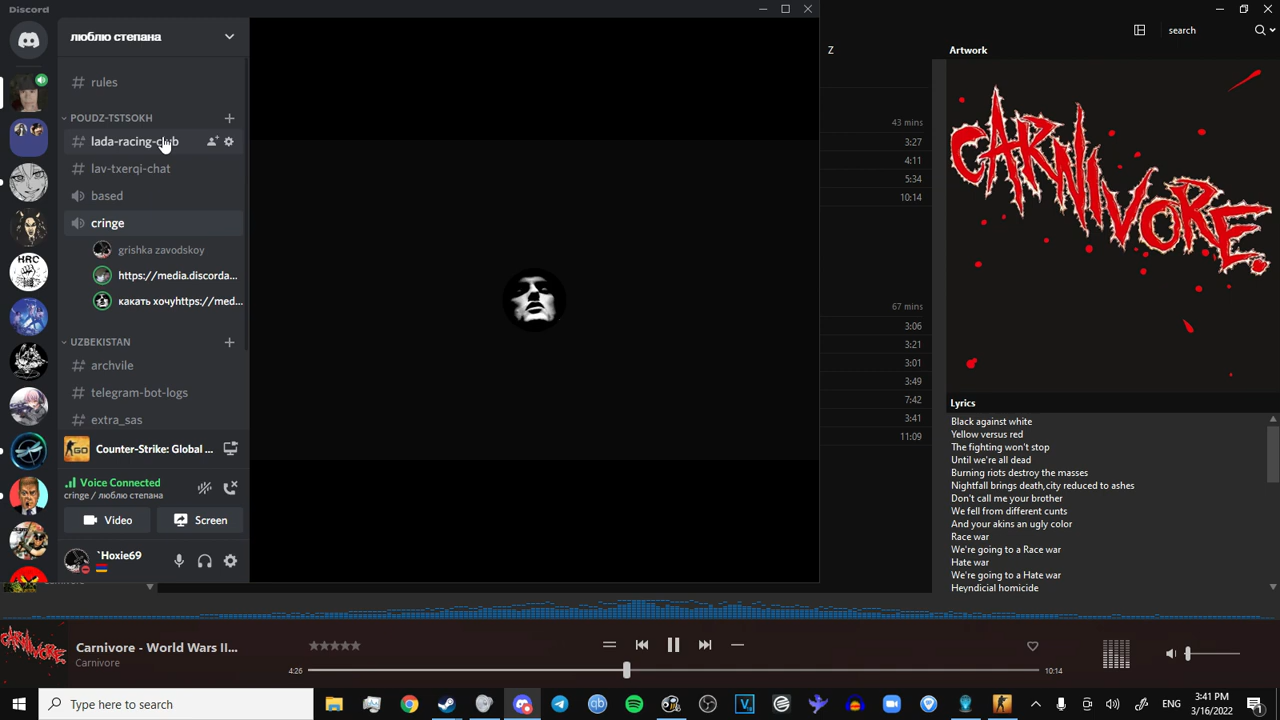 Discord
люблю степана
rules
POUDZ-TSTSOKH
lada-racing-club
lav-txerqi-chat
based
cringe
grishka zavodskoy
https://media.discorda...
какать хочуhttps://med...
UZBEKISTAN
archvile
telegram-bot-logs
extra_sas
Counter-Strike: Global ...
Voice Connected
cringe / люблю степана
Video
Screen
`Hoxie69
HRC
GO
Z
43 mins
3:27
4:11
5:34
10:14
67 mins
3:06
3:21
3:01
3:49
7:42
3:41
11:09
search
Artwork
CARNIVORE
Lyrics
Black against white
Yellow versus red
The fighting won't stop
Until we're all dead
Burning riots destroy the masses
Nightfall brings death,city reduced to ashes
Don't call me your brother
We fell from different cunts
And your akins an ugly color
Race war
We're going to a Race war
Hate war
We're going to a Hate war
Heyndicial homicide
CARNIVORE
Carnivore - World Wars II...
Carnivore
4:26
10:14
Type here to search
ENG
3:41 PM
3/16/2022
1